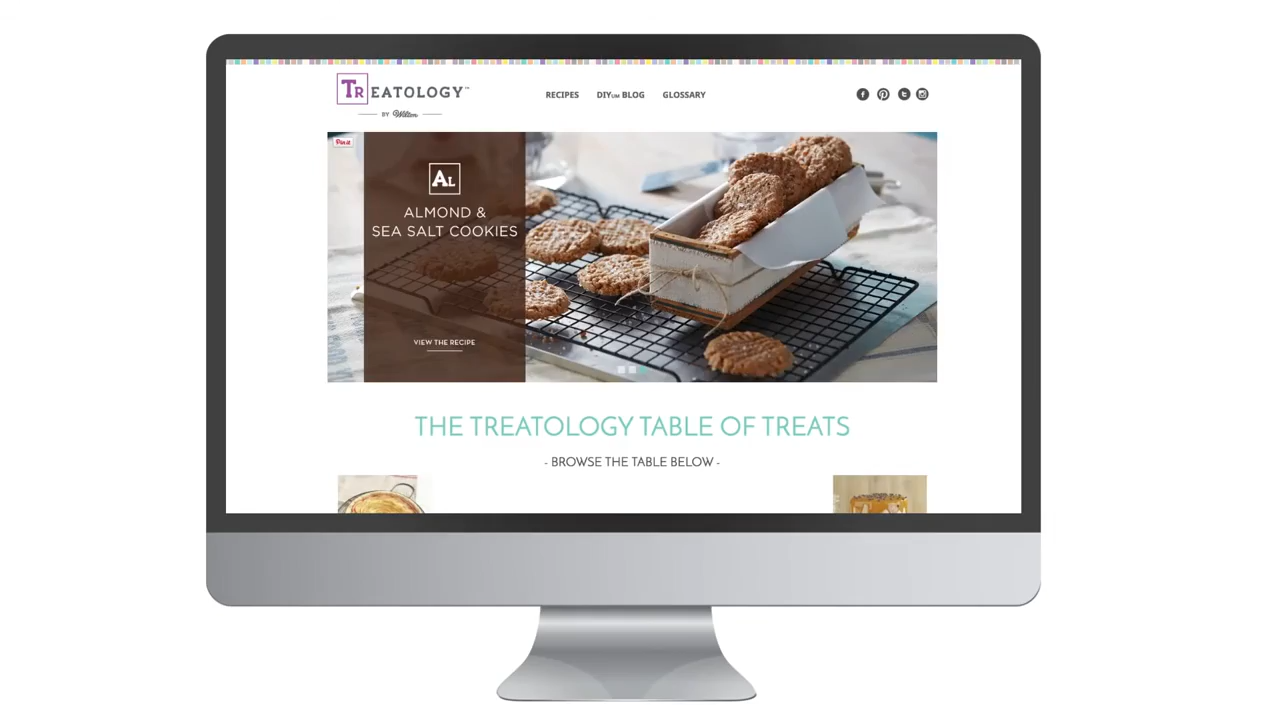 TREATOLOGY™
BY Wilton
RECIPES
DIYUM BLOG
GLOSSARY
Pin it
AL
ALMOND &
SEA SALT COOKIES
VIEW THE RECIPE
THE TREATOLOGY TABLE OF TREATS
- BROWSE THE TABLE BELOW -